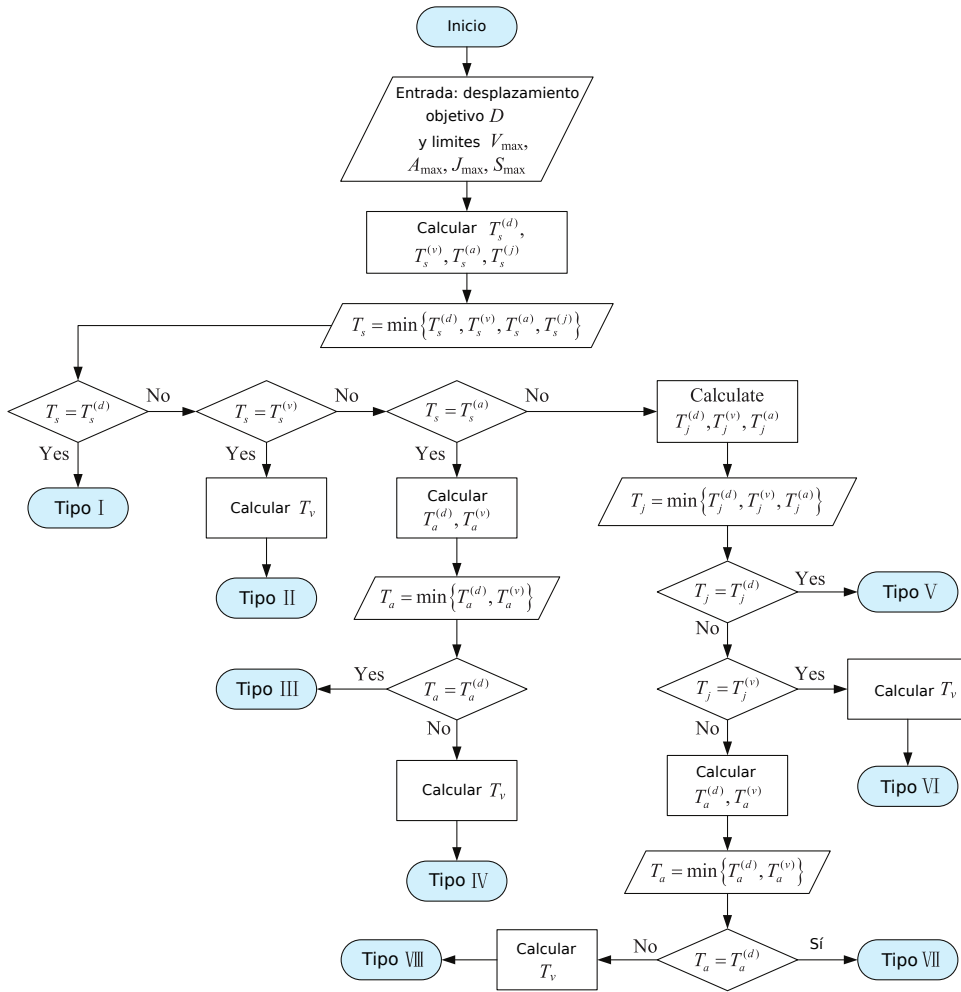 Inicio
Entrada: desplazamiento
objetivo D
y limites V_max,
A_max, J_max, S_max
Calcular T_s^(d),
T_s^(v), T_s^(a), T_s^(j)
T_s = min{T_s^(d), T_s^(v), T_s^(a), T_s^(j)}
T_s = T_s^(d)
No
T_s = T_s^(v)
No
T_s = T_s^(a)
No
Calculate
T_j^(d), T_j^(v), T_j^(a)
Yes
Yes
Yes
Tipo I
Calcular T_v
Calcular
T_a^(d), T_a^(v)
T_j = min{T_j^(d), T_j^(v), T_j^(a)}
Tipo II
T_a = min{T_a^(d), T_a^(v)}
T_j = T_j^(d)
Yes
Tipo V
No
Tipo III
Yes
T_a = T_a^(d)
T_j = T_j^(v)
Yes
Calcular T_v
No
No
Calcular T_v
Calcular
T_a^(d), T_a^(v)
Tipo VI
Tipo IV
T_a = min{T_a^(d), T_a^(v)}
Tipo VIII
Calcular
T_v
No
T_a = T_a^(d)
Sí
Tipo VII